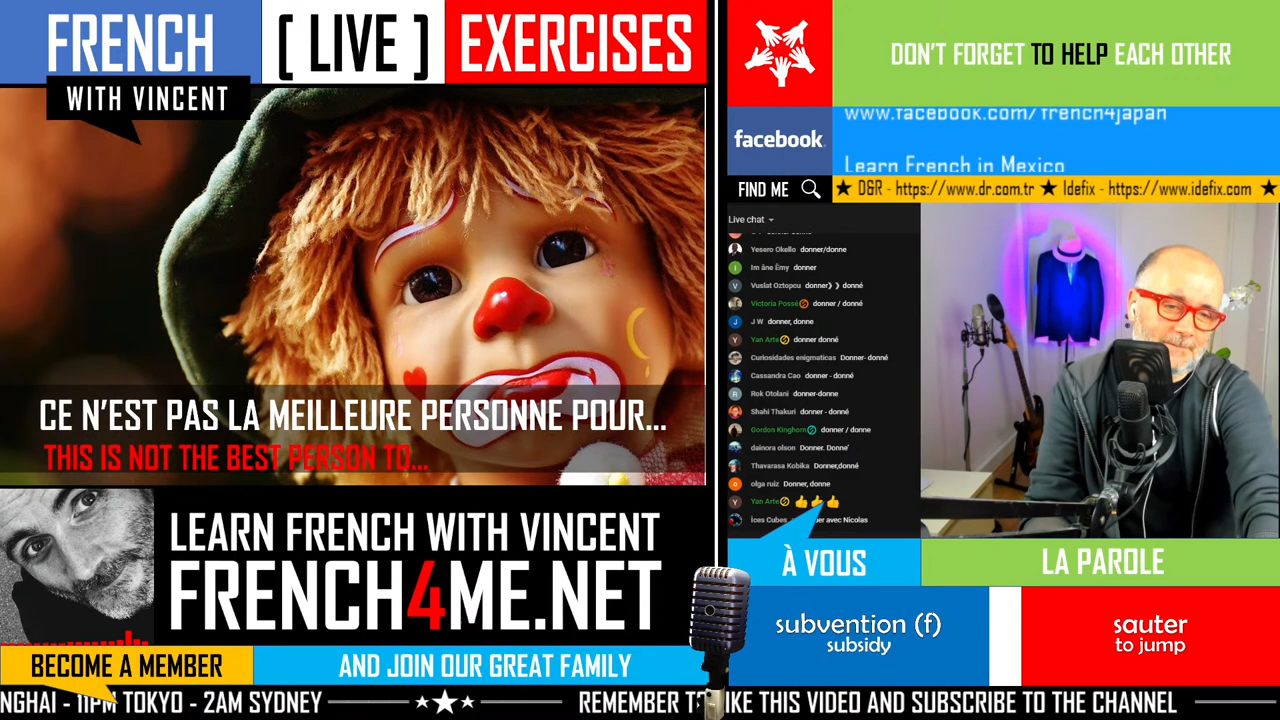 FRENCH
[ LIVE ]
EXERCISES
WITH VINCENT
CE N'EST PAS LA MEILLEURE PERSONNE POUR...
THIS IS NOT THE BEST PERSON TO...
LEARN FRENCH WITH VINCENT
FRENCH4ME.NET
BECOME A MEMBER
AND JOIN OUR GREAT FAMILY
DON'T FORGET TO HELP EACH OTHER
facebook
www.facebook.com/french4japan
Learn French in Mexico
FIND ME
★ D&R - https://www.dr.com.tr ★ Idefix - https://www.idefix.com ★
Live chat
Yesero Okello donner/donne
Im âne Èmy donner
Vuslat Oztopcu donner❩ ❩ donné
Victoria Posse donner / donné
J W donner, donne
Yan Arte donner donné
Curiosidades enigmaticas Donner- donné
Cassandra Cao donner - donné
Rok Otolani donner-donne
Shahi Thakuri donner - donné
Gordon Kinghorn donner / donne
dainora olson Donner. Donne'
Thavarasa Kobika Donner,donné
olga ruiz Donner, donne
Yan Arte 👍👍👍
İces Cubes avec Nicolas
À VOUS
LA PAROLE
subvention (f)
subsidy
sauter
to jump
NGHAI - 11PM TOKYO - 2AM SYDNEY
REMEMBER IKE THIS VIDEO AND SUBSCRIBE TO THE CHANNEL